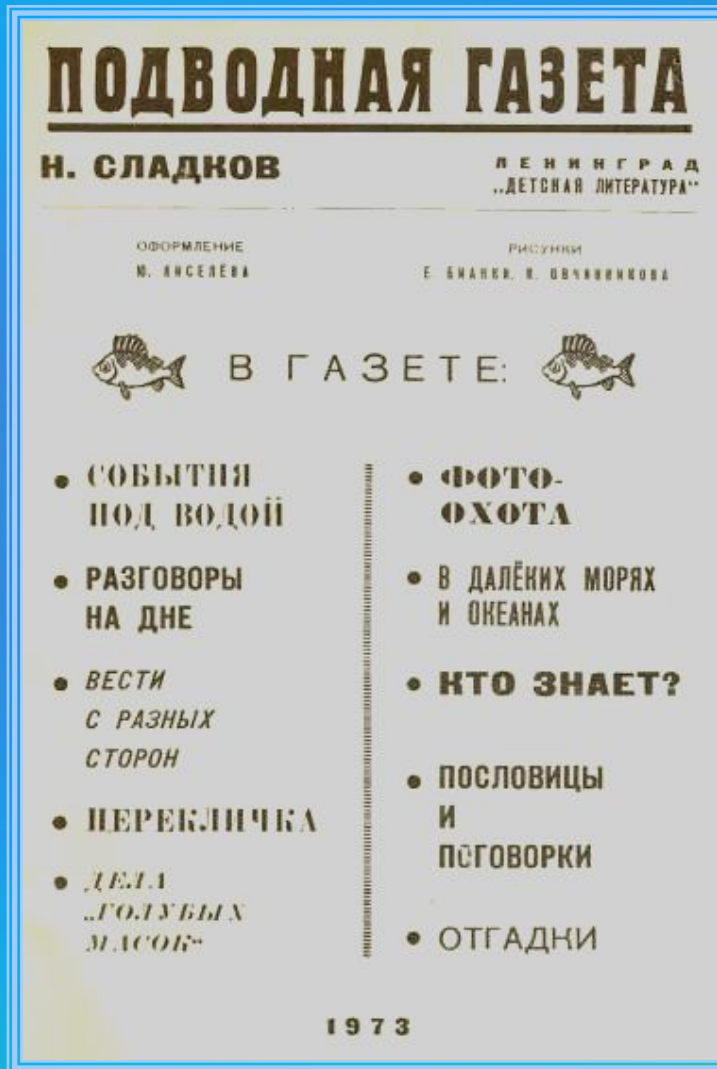 ПОДВОДНАЯ ГАЗЕТА
Н. СЛАДКОВ
ЛЕНИНГРАД
„ДЕТСКАЯ ЛИТЕРАТУРА“
ОФОРМЛЕНИЕ
Ю. КИСЕЛЁВА
РИСУНКИ
Е. БИАНКИ, К. ОВЧИННИКОВА
В ГАЗЕТЕ:
• СОБЫТИЯ
ПОД ВОДОЙ
• РАЗГОВОРЫ
НА ДНЕ
• ВЕСТИ
С РАЗНЫХ
СТОРОН
• ПЕРЕКЛИЧКА
• ДЕЛА
„ГОЛУБЫХ
МАСОК“
• ФОТО-
ОХОТА
• В ДАЛЁКИХ МОРЯХ
И ОКЕАНАХ
• КТО ЗНАЕТ?
• ПОСЛОВИЦЫ
И
ПОГОВОРКИ
• ОТГАДКИ
1973